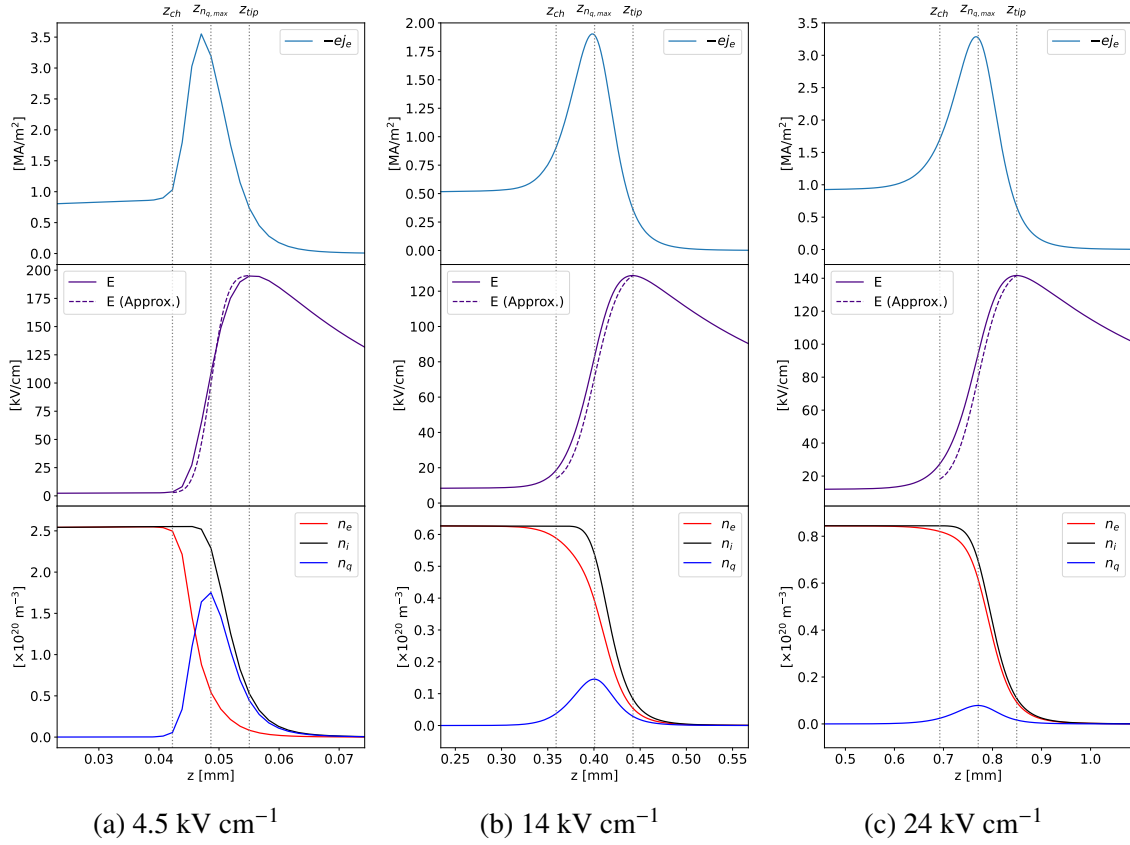 z_ch z_{n_q,max} z_tip
−ej_e
[MA/m²]
3.5
3.0
2.5
2.0
1.5
1.0
0.5
0.0
E
E (Approx.)
[kV/cm]
200
175
150
125
100
75
50
25
0
n_e
n_i
n_q
[×10²⁰ m⁻³]
2.5
2.0
1.5
1.0
0.5
0.0
0.03 0.04 0.05 0.06 0.07
z [mm]
(a) 4.5 kV cm⁻¹
z_ch z_{n_q,max} z_tip
−ej_e
[MA/m²]
2.00
1.75
1.50
1.25
1.00
0.75
0.50
0.25
0.00
E
E (Approx.)
[kV/cm]
120
100
80
60
40
20
0
n_e
n_i
n_q
[×10²⁰ m⁻³]
0.6
0.5
0.4
0.3
0.2
0.1
0.0
0.25 0.30 0.35 0.40 0.45 0.50 0.55
z [mm]
(b) 14 kV cm⁻¹
z_ch z_{n_q,max} z_tip
−ej_e
[MA/m²]
3.5
3.0
2.5
2.0
1.5
1.0
0.5
0.0
E
E (Approx.)
[kV/cm]
140
120
100
80
60
40
20
0
n_e
n_i
n_q
[×10²⁰ m⁻³]
0.8
0.6
0.4
0.2
0.0
0.5 0.6 0.7 0.8 0.9 1.0
z [mm]
(c) 24 kV cm⁻¹